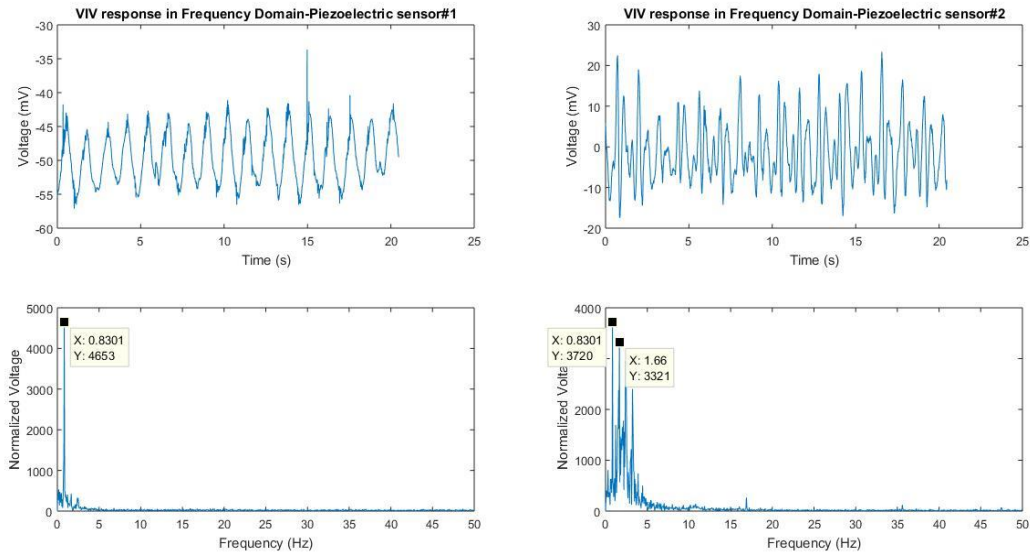 VIV response in Frequency Domain-Piezoelectric sensor#1
-30
-35
-40
-45
-50
-55
-60
Voltage (mV)
0 5 10 15 20 25
Time (s)
VIV response in Frequency Domain-Piezoelectric sensor#2
30
20
10
0
-10
-20
Voltage (mV)
0 5 10 15 20 25
Time (s)
5000
4000
3000
2000
1000
0
Normalized Voltage
X: 0.8301
Y: 4653
0 5 10 15 20 25 30 35 40 45 50
Frequency (Hz)
4000
2000
1000
0
Normalized Volta
X: 0.8301
Y: 3720
X: 1.66
Y: 3321
0 5 10 15 20 25 30 35 40 45 50
Frequency (Hz)